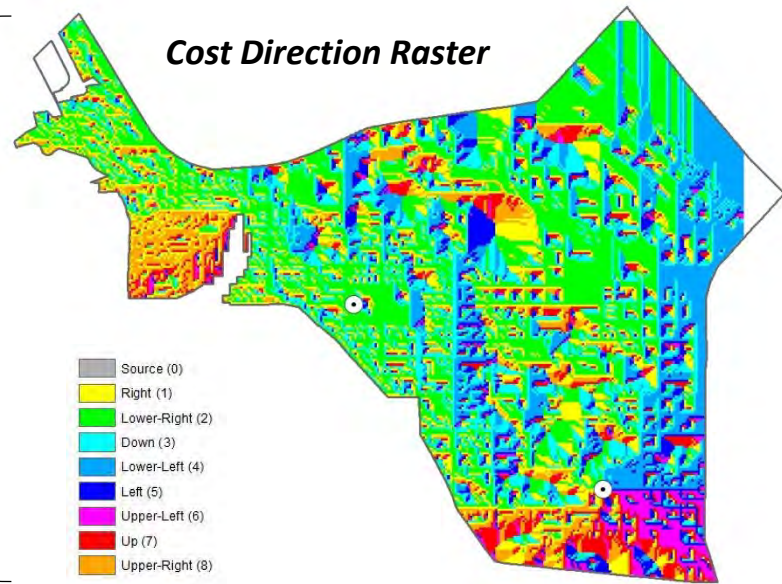 Cost Direction Raster
Source (0)
Right (1)
Lower-Right (2)
Down (3)
Lower-Left (4)
Left (5)
Upper-Left (6)
Up (7)
Upper-Right (8)